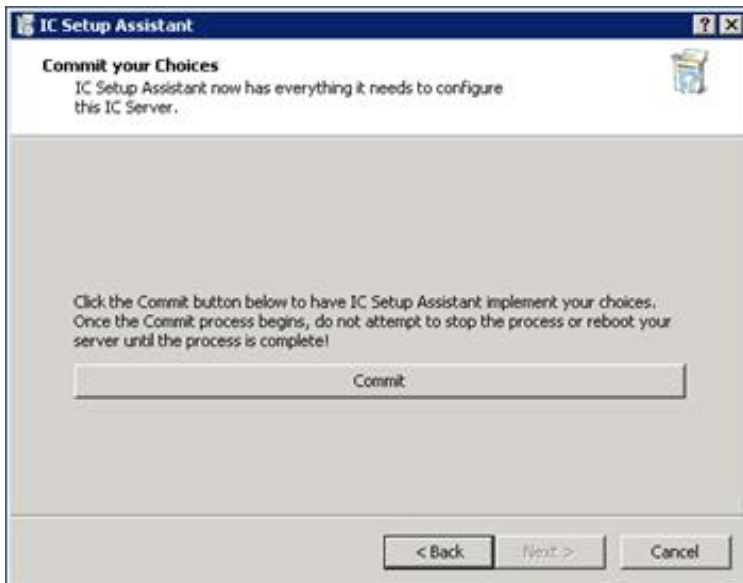 IC Setup Assistant
Commit your Choices
IC Setup Assistant now has everything it needs to configure
this IC Server.
Click the Commit button below to have IC Setup Assistant implement your choices.
Once the Commit process begins, do not attempt to stop the process or reboot your
server until the process is complete!
Commit
< Back Next > Cancel